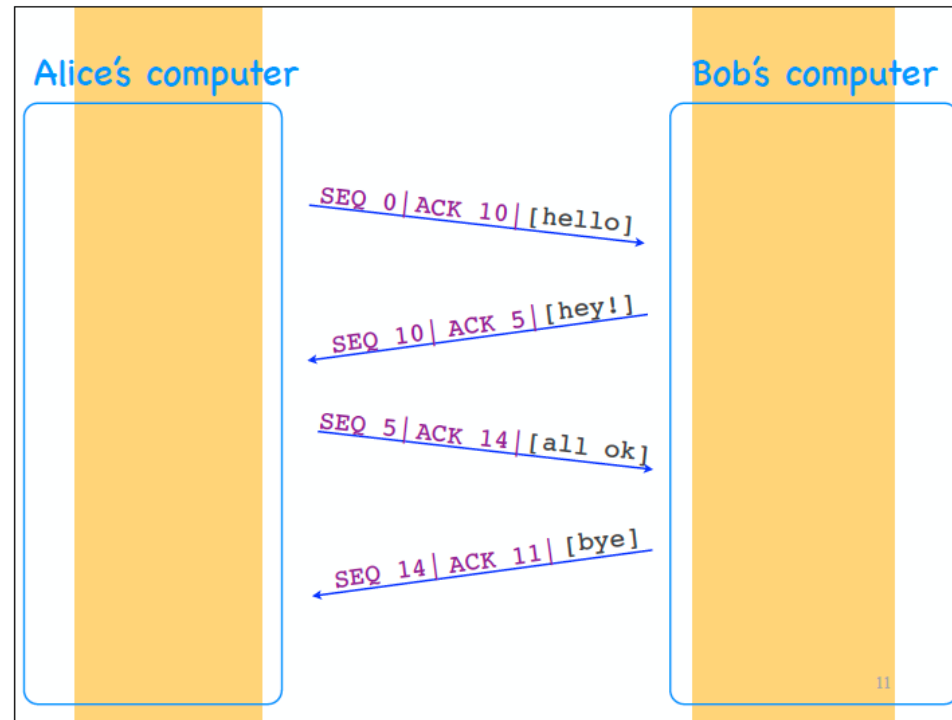 Alice's computer
Bob's computer
SEQ 0|ACK 10|[hello]
SEQ 10|ACK 5|[hey!]
SEQ 5|ACK 14|[all ok]
SEQ 14|ACK 11|[bye]
11